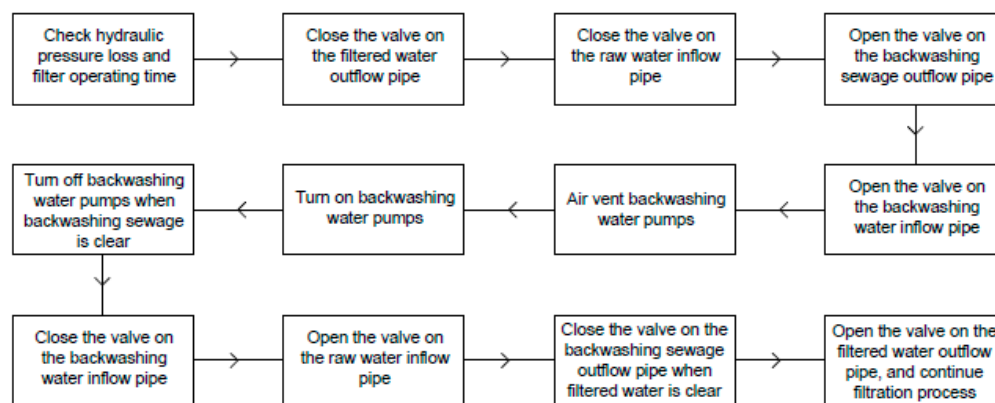 Check hydraulic
pressure loss and
filter operating time
Close the valve on
the filtered water
outflow pipe
Close the valve on
the raw water inflow
pipe
Open the valve on
the backwashing
sewage outflow pipe
Open the valve on
the backwashing
water inflow pipe
Air vent backwashing
water pumps
Turn on backwashing
water pumps
Turn off backwashing
water pumps when
backwashing sewage
is clear
Close the valve on
the backwashing
water inflow pipe
Open the valve on
the raw water inflow
pipe
Close the valve on the
backwashing sewage
outflow pipe when
filtered water is clear
Open the valve on the
filtered water outflow
pipe, and continue
filtration process